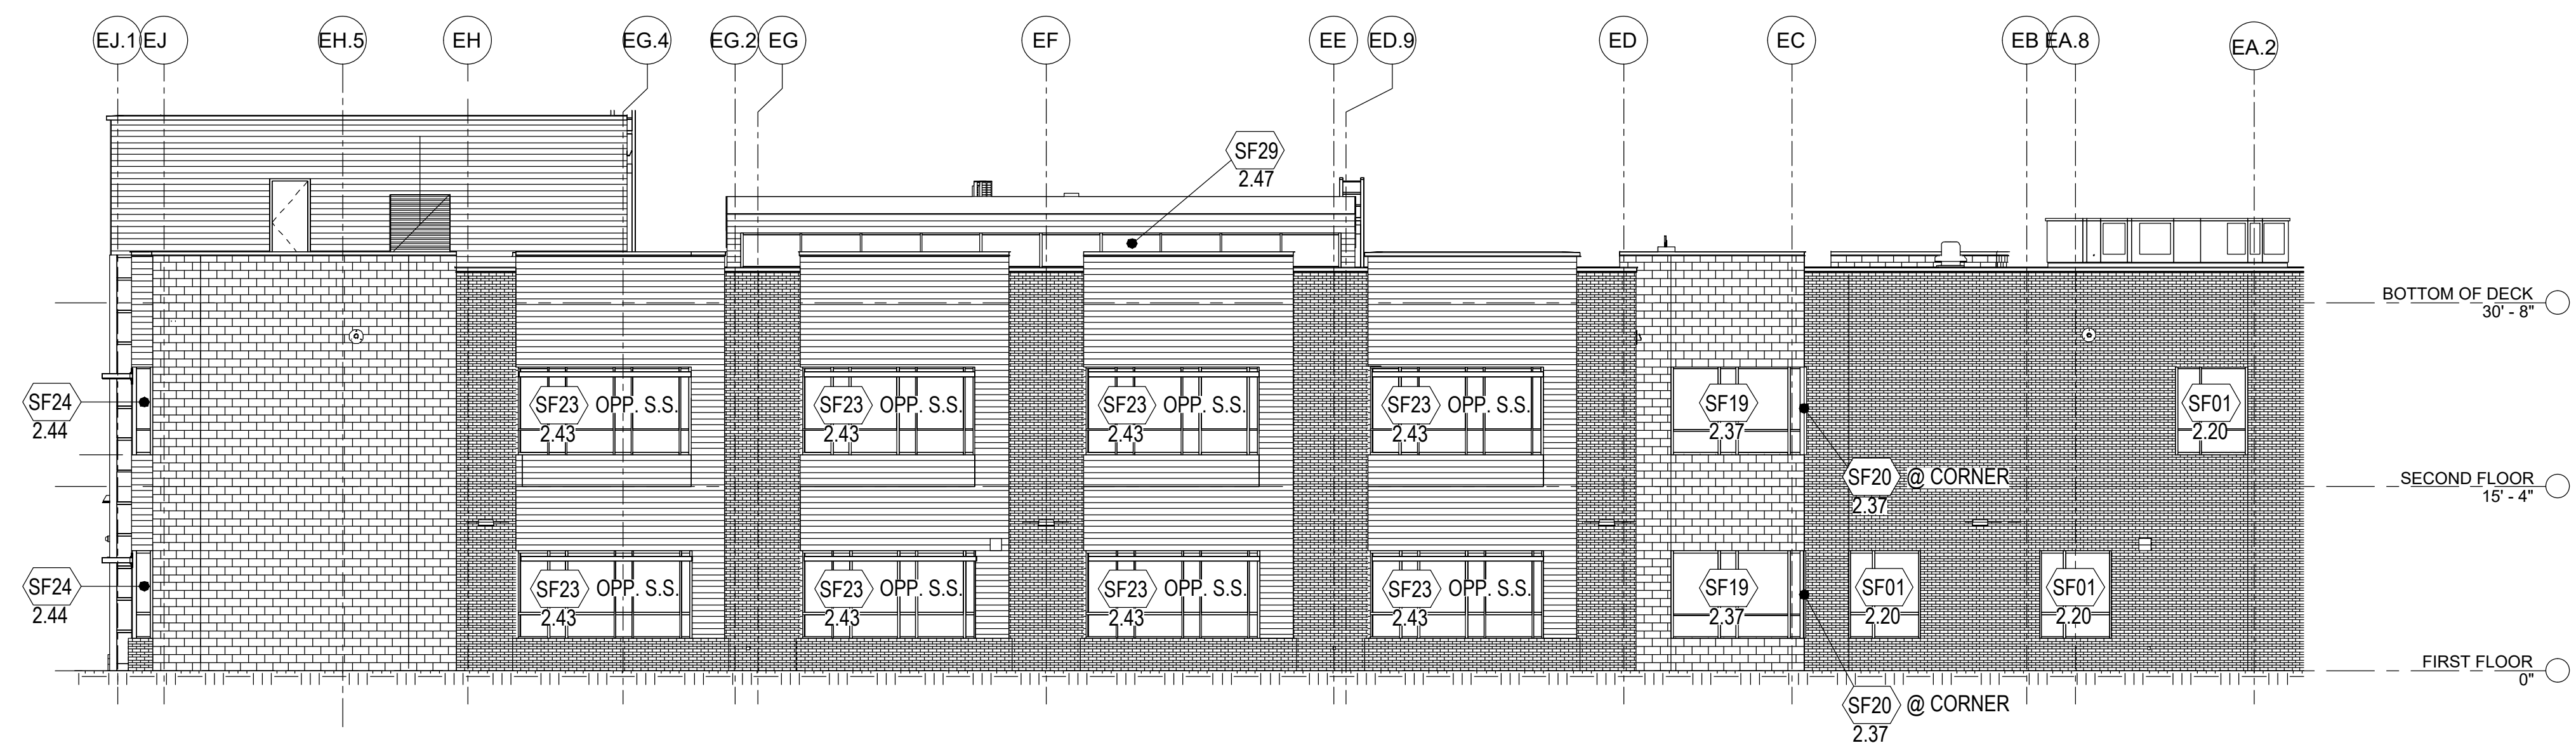 EJ.1 EJ EH.5 EH EG.4 EG.2 EG EF EE ED.9 ED EC EB EA.8 EA.2
SF29
2.47
BOTTOM OF DECK
30' - 8"
SF24
2.44
SF23 OPP. S.S.
2.43
SF23 OPP. S.S.
2.43
SF23 OPP. S.S.
2.43
SF23 OPP. S.S.
2.43
SF19
2.37
SF01
2.20
SF20 @ CORNER
2.37
SECOND FLOOR
15' - 4"
SF24
2.44
SF23 OPP. S.S.
2.43
SF23 OPP. S.S.
2.43
SF23 OPP. S.S.
2.43
SF23 OPP. S.S.
2.43
SF19
2.37
SF01
2.20
SF01
2.20
FIRST FLOOR
0"
SF20 @ CORNER
2.37